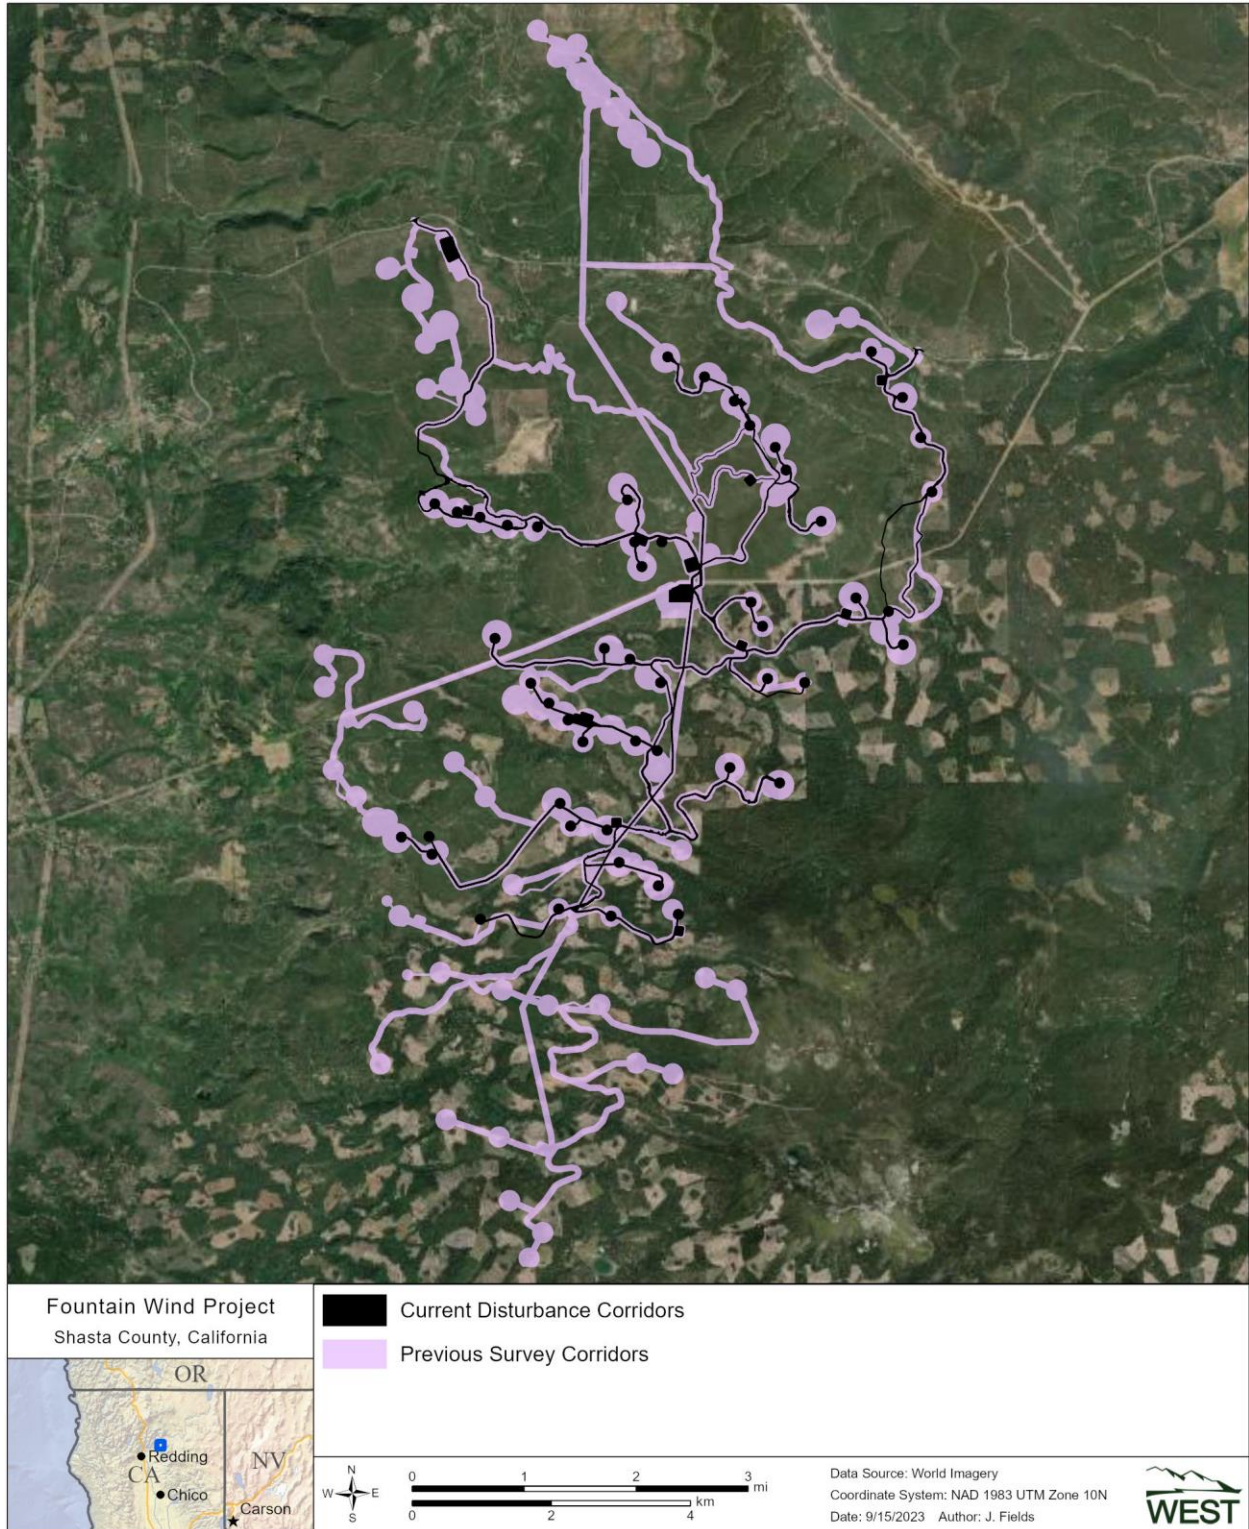 Fountain Wind Project
Shasta County, California
Current Disturbance Corridors
Previous Survey Corridors
OR
Redding
CA
NV
Chico
Carson
N
W E
S
0 1 2 3 mi
0 2 4 km
Data Source: World Imagery
Coordinate System: NAD 1983 UTM Zone 10N
Date: 9/15/2023 Author: J. Fields
WEST